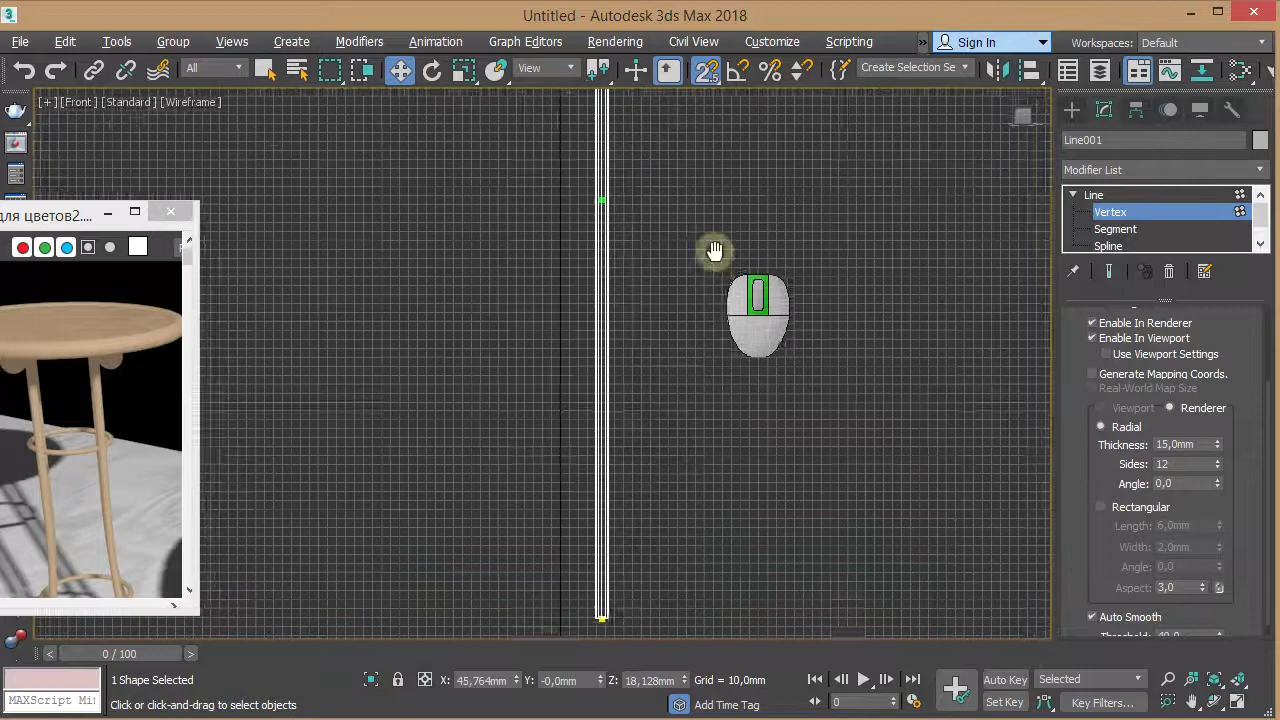 Untitled - Autodesk 3ds Max 2018
File Edit Tools Group Views Create Modifiers Animation Graph Editors Rendering Civil View Customize Scripting » Sign In Workspaces: Default
All View Create Selection Se
[+] [Front] [Standard] [Wireframe]
Line001
Modifier List
Line
Vertex
Segment
Spline
для цветов2....
Enable In Renderer
Enable In Viewport
Use Viewport Settings
Generate Mapping Coords.
Real-World Map Size
Viewport Renderer
Radial
Thickness: 15,0mm
Sides: 12
Angle: 0,0
Rectangular
Length: 6,0mm
Width: 2,0mm
Angle: 0,0
Aspect: 3,0
Auto Smooth
0 / 100
1 Shape Selected X: 45,764mm Y: -0,0mm Z: 18,128mm Grid = 10,0mm Auto Key Selected
MAXScript Mi Click or click-and-drag to select objects Add Time Tag 0 Set Key Key Filters...